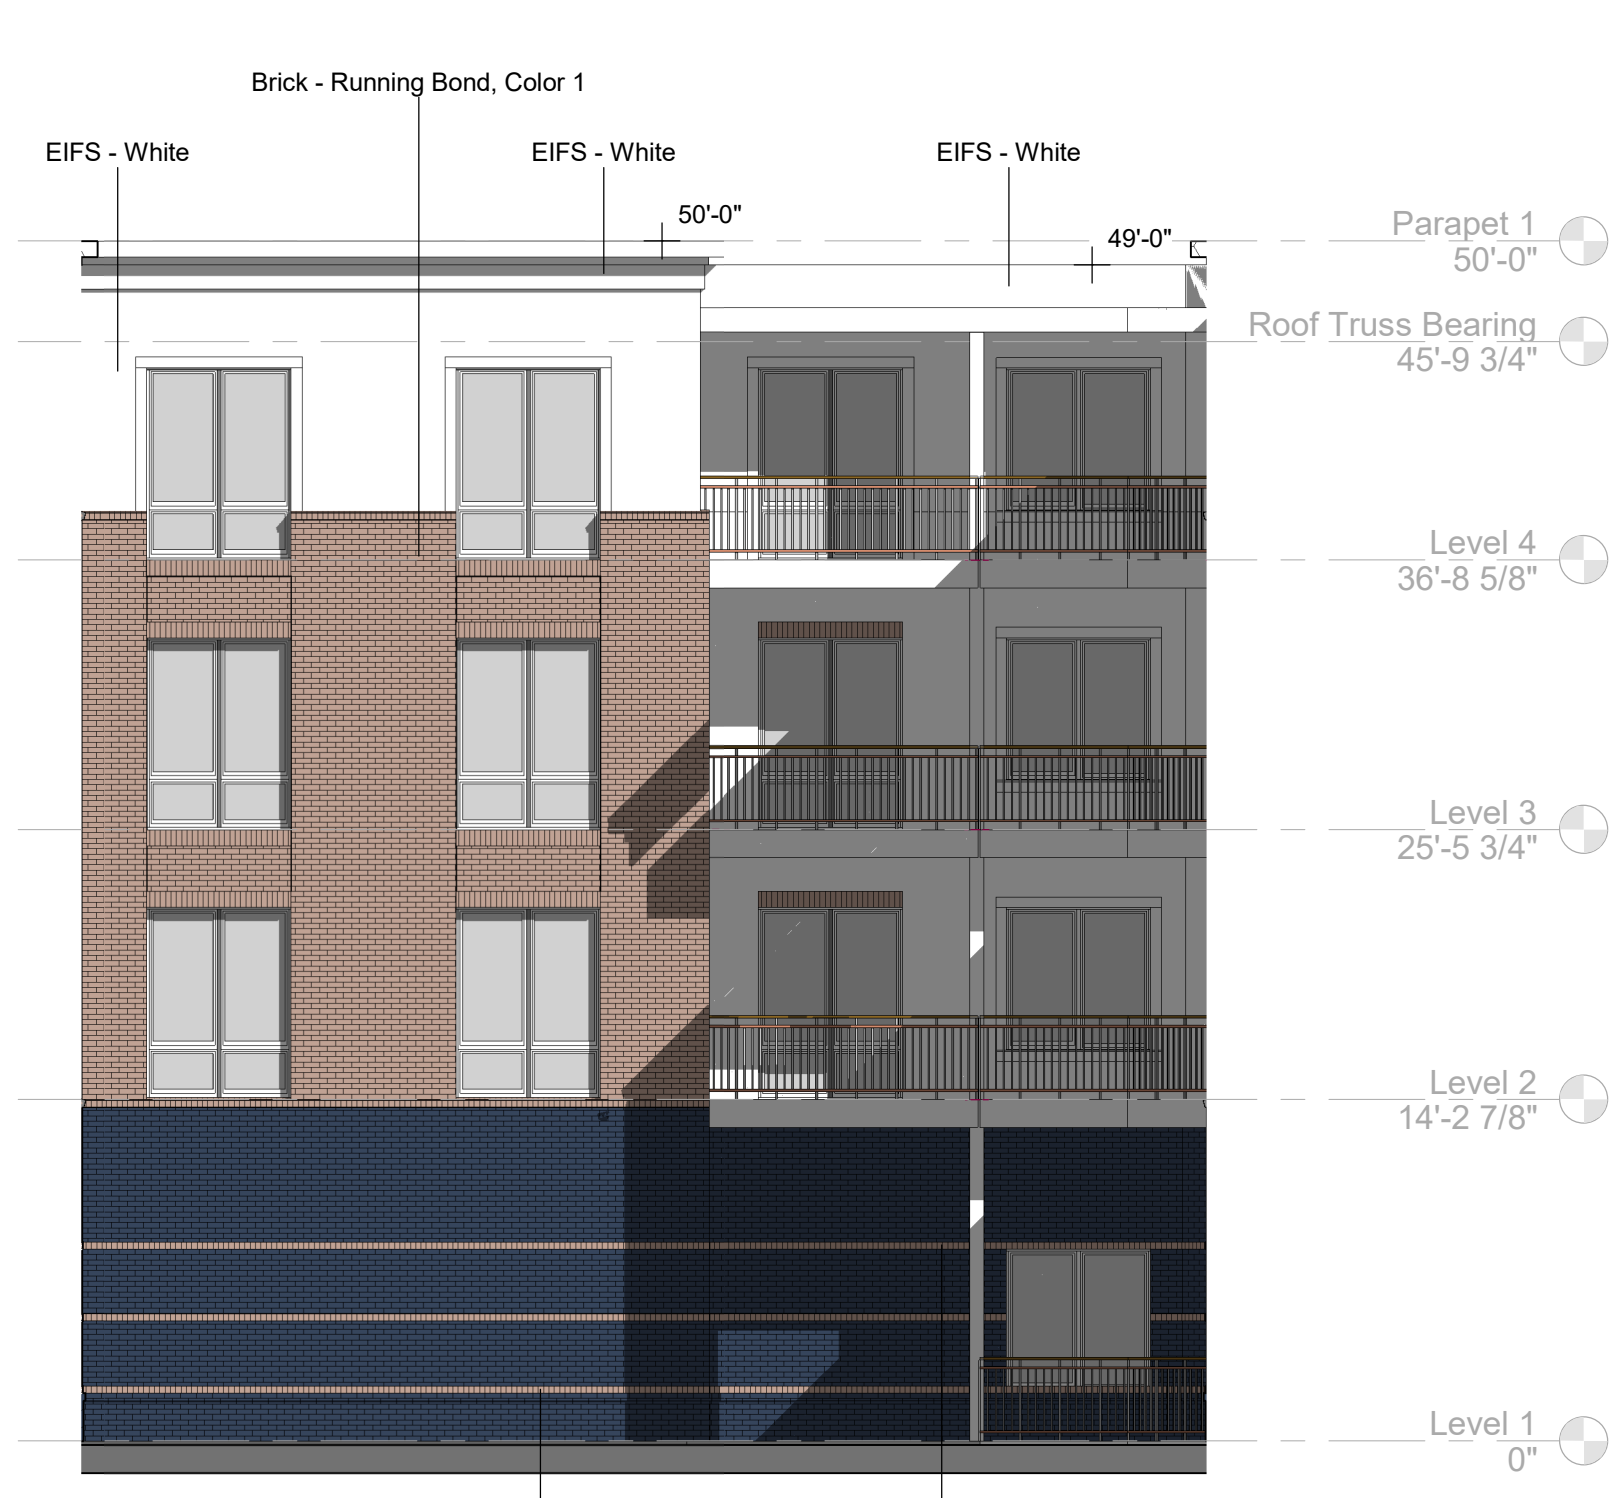 Brick - Running Bond, Color 1
EIFS - White
EIFS - White
EIFS - White
50'-0"
49'-0"
Parapet 1
50'-0"
Roof Truss Bearing
45'-9 3/4"
Level 4
36'-8 5/8"
Level 3
25'-5 3/4"
Level 2
14'-2 7/8"
Level 1
0"